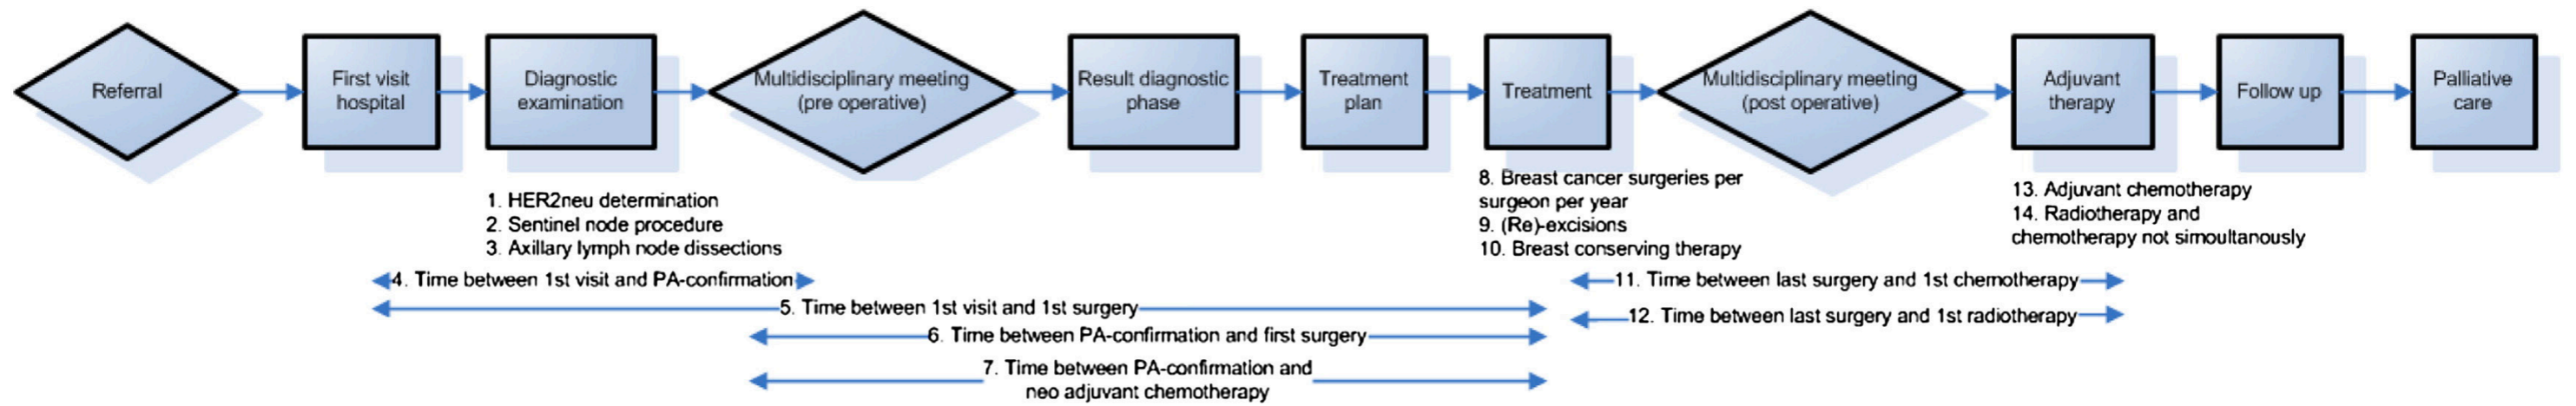 Referral
First visit
hospital
Diagnostic
examination
Multidisciplinary meeting
(pre operative)
Result diagnostic
phase
Treatment
plan
Treatment
Multidisciplinary meeting
(post operative)
Adjuvant
therapy
Follow up
Palliative
care
1. HER2neu determination
2. Sentinel node procedure
3. Axillary lymph node dissections
8. Breast cancer surgeries per
surgeon per year
9. (Re)-excisions
10. Breast conserving therapy
13. Adjuvant chemotherapy
14. Radiotherapy and
chemotherapy not simoultanously
4. Time between 1st visit and PA-confirmation
5. Time between 1st visit and 1st surgery
6. Time between PA-confirmation and first surgery
7. Time between PA-confirmation and
neo adjuvant chemotherapy
11. Time between last surgery and 1st chemotherapy
12. Time between last surgery and 1st radiotherapy